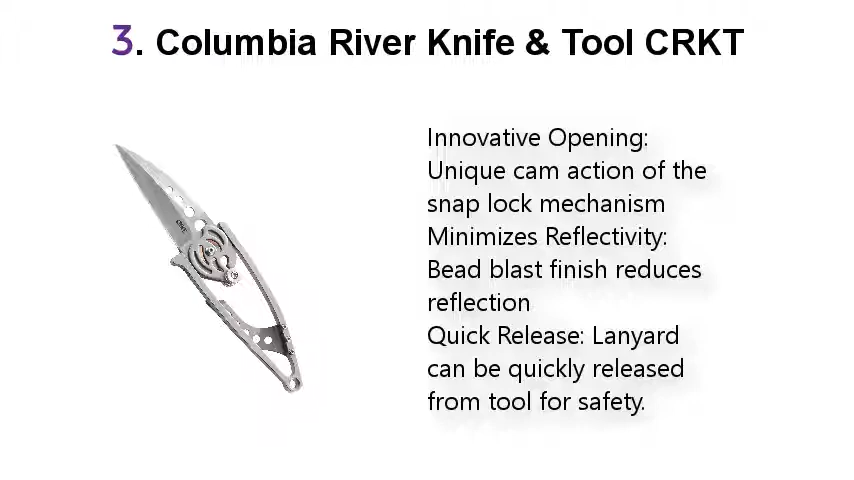 3. Columbia River Knife & Tool CRKT
Innovative Opening:
Unique cam action of the
snap lock mechanism
Minimizes Reflectivity:
Bead blast finish reduces
reflection
Quick Release: Lanyard
can be quickly released
from tool for safety.
CRKT